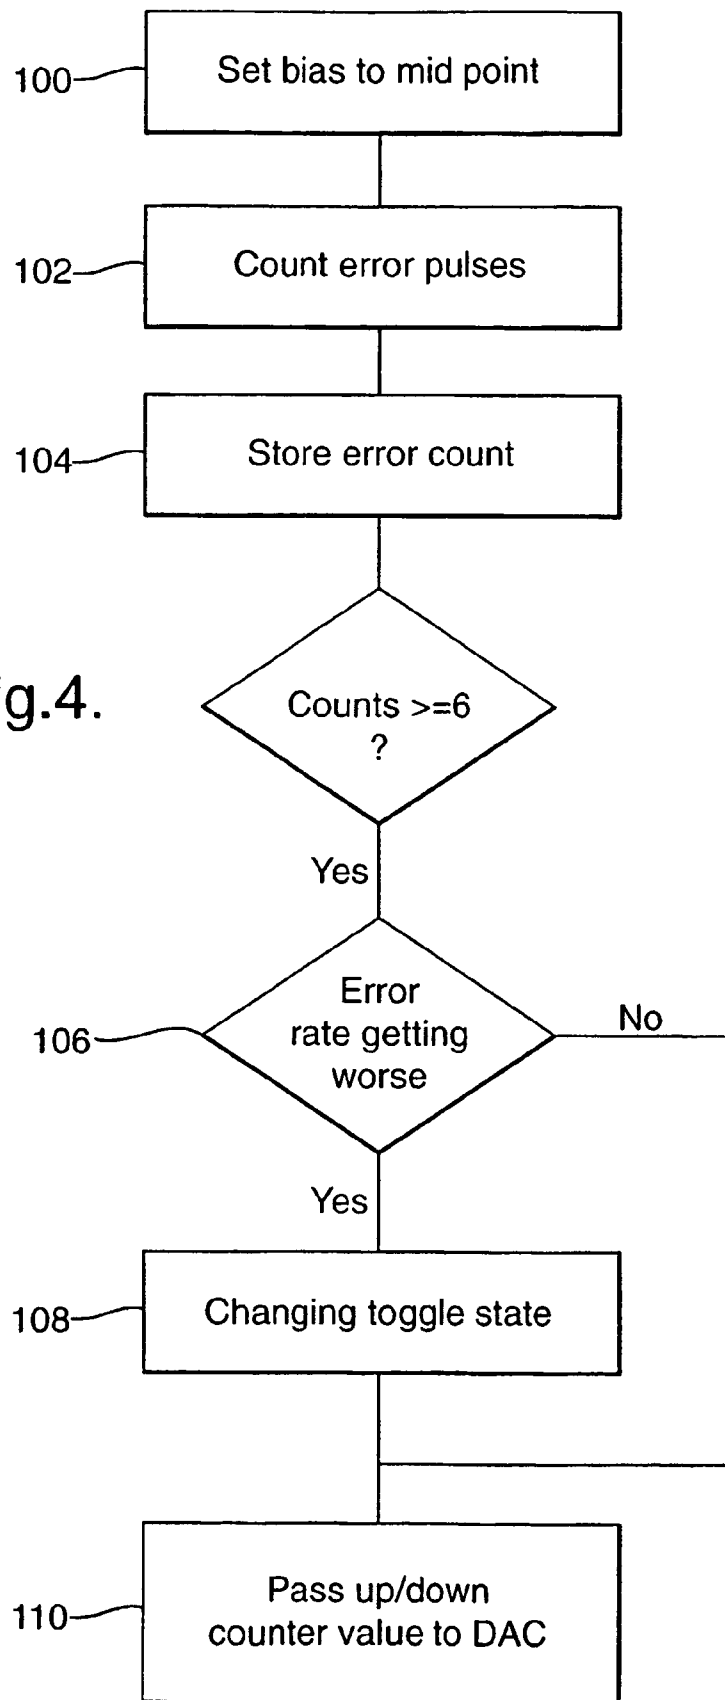 100
Set bias to mid point
102
Count error pulses
104
Store error count
g.4.
Counts >=6
?
Yes
106
Error
rate getting
worse
No
Yes
108
Changing toggle state
110
Pass up/down
counter value to DAC